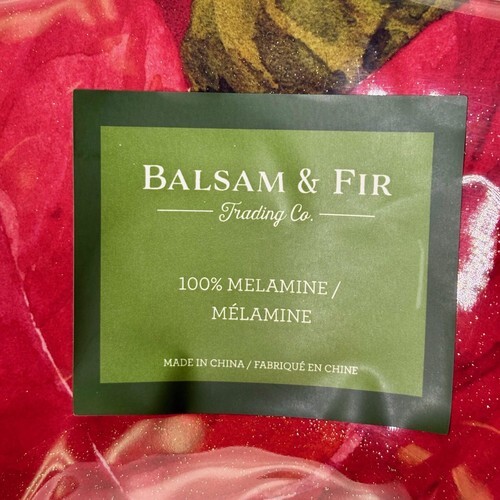 BALSAM & FIR
Trading Co.
100% MELAMINE /
MÉLAMINE
MADE IN CHINA / FABRIQUÉ EN CHINE